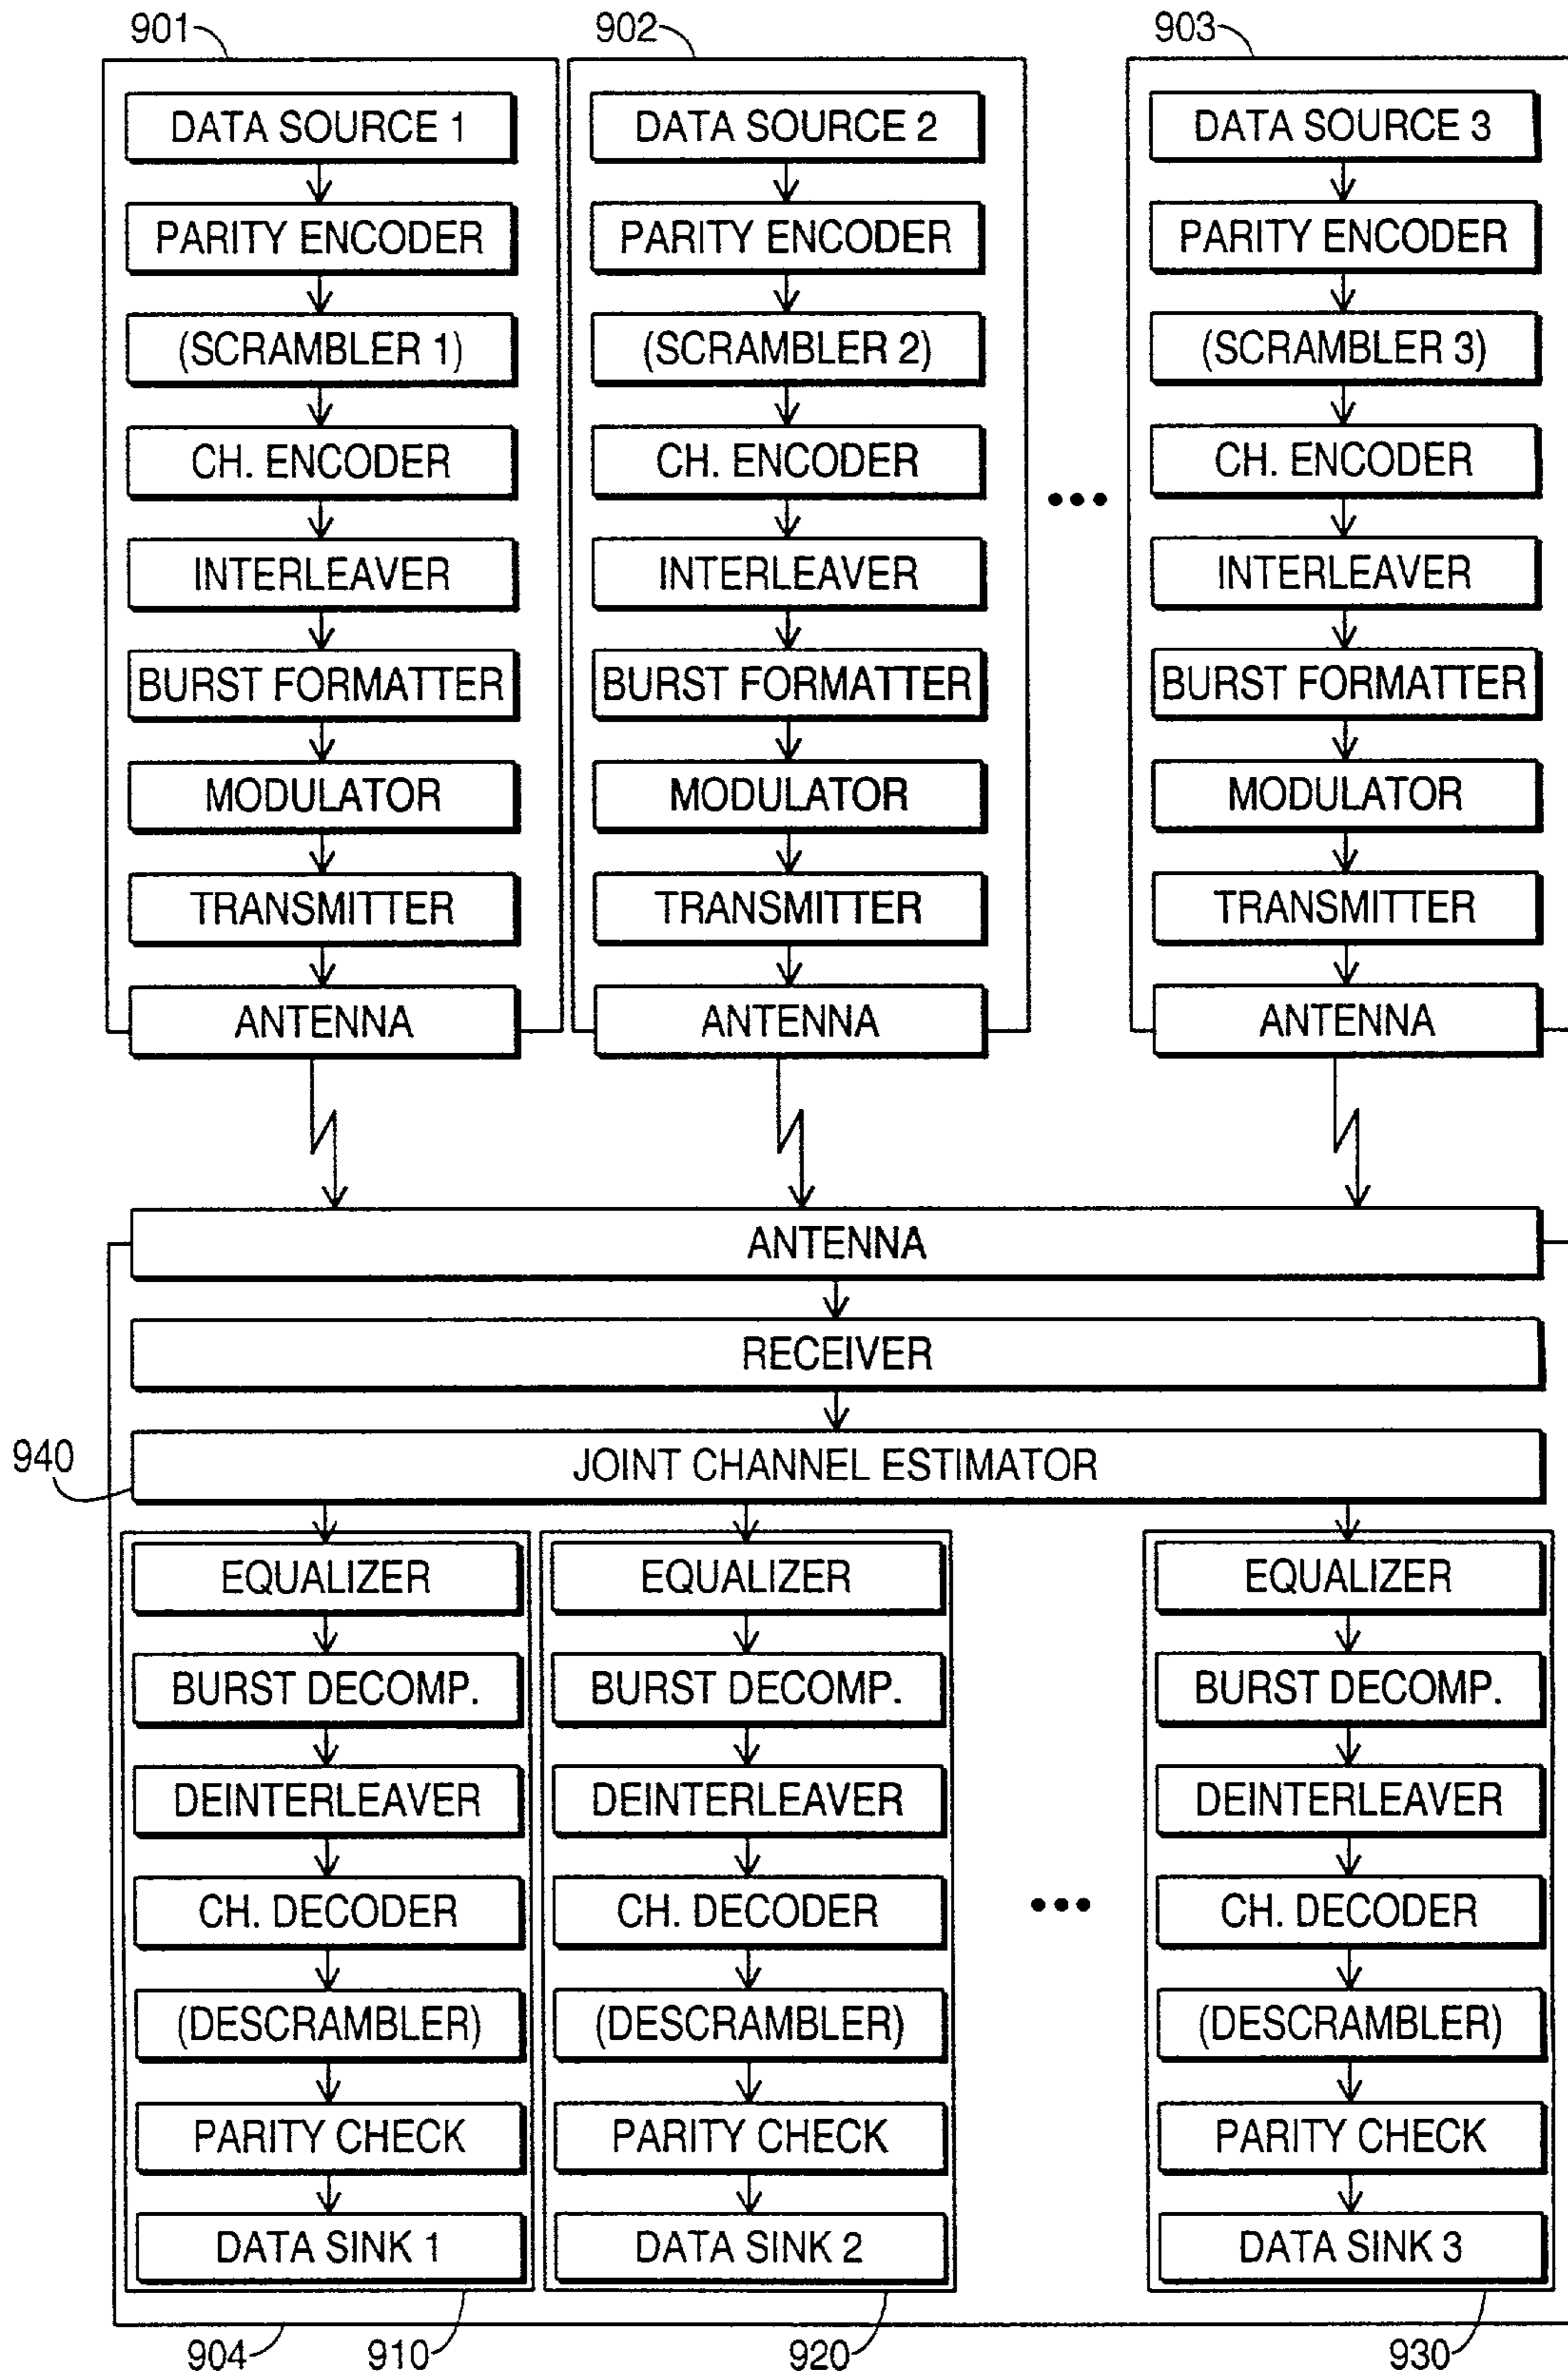 901 902 903
DATA SOURCE 1 DATA SOURCE 2 DATA SOURCE 3
PARITY ENCODER PARITY ENCODER PARITY ENCODER
(SCRAMBLER 1) (SCRAMBLER 2) (SCRAMBLER 3)
CH. ENCODER CH. ENCODER CH. ENCODER
•••
INTERLEAVER INTERLEAVER INTERLEAVER
BURST FORMATTER BURST FORMATTER BURST FORMATTER
MODULATOR MODULATOR MODULATOR
TRANSMITTER TRANSMITTER TRANSMITTER
ANTENNA ANTENNA ANTENNA
ANTENNA
RECEIVER
940 JOINT CHANNEL ESTIMATOR
EQUALIZER EQUALIZER EQUALIZER
BURST DECOMP. BURST DECOMP. BURST DECOMP.
DEINTERLEAVER DEINTERLEAVER DEINTERLEAVER
CH. DECODER CH. DECODER ••• CH. DECODER
(DESCRAMBLER) (DESCRAMBLER) (DESCRAMBLER)
PARITY CHECK PARITY CHECK PARITY CHECK
DATA SINK 1 DATA SINK 2 DATA SINK 3
904 910 920 930